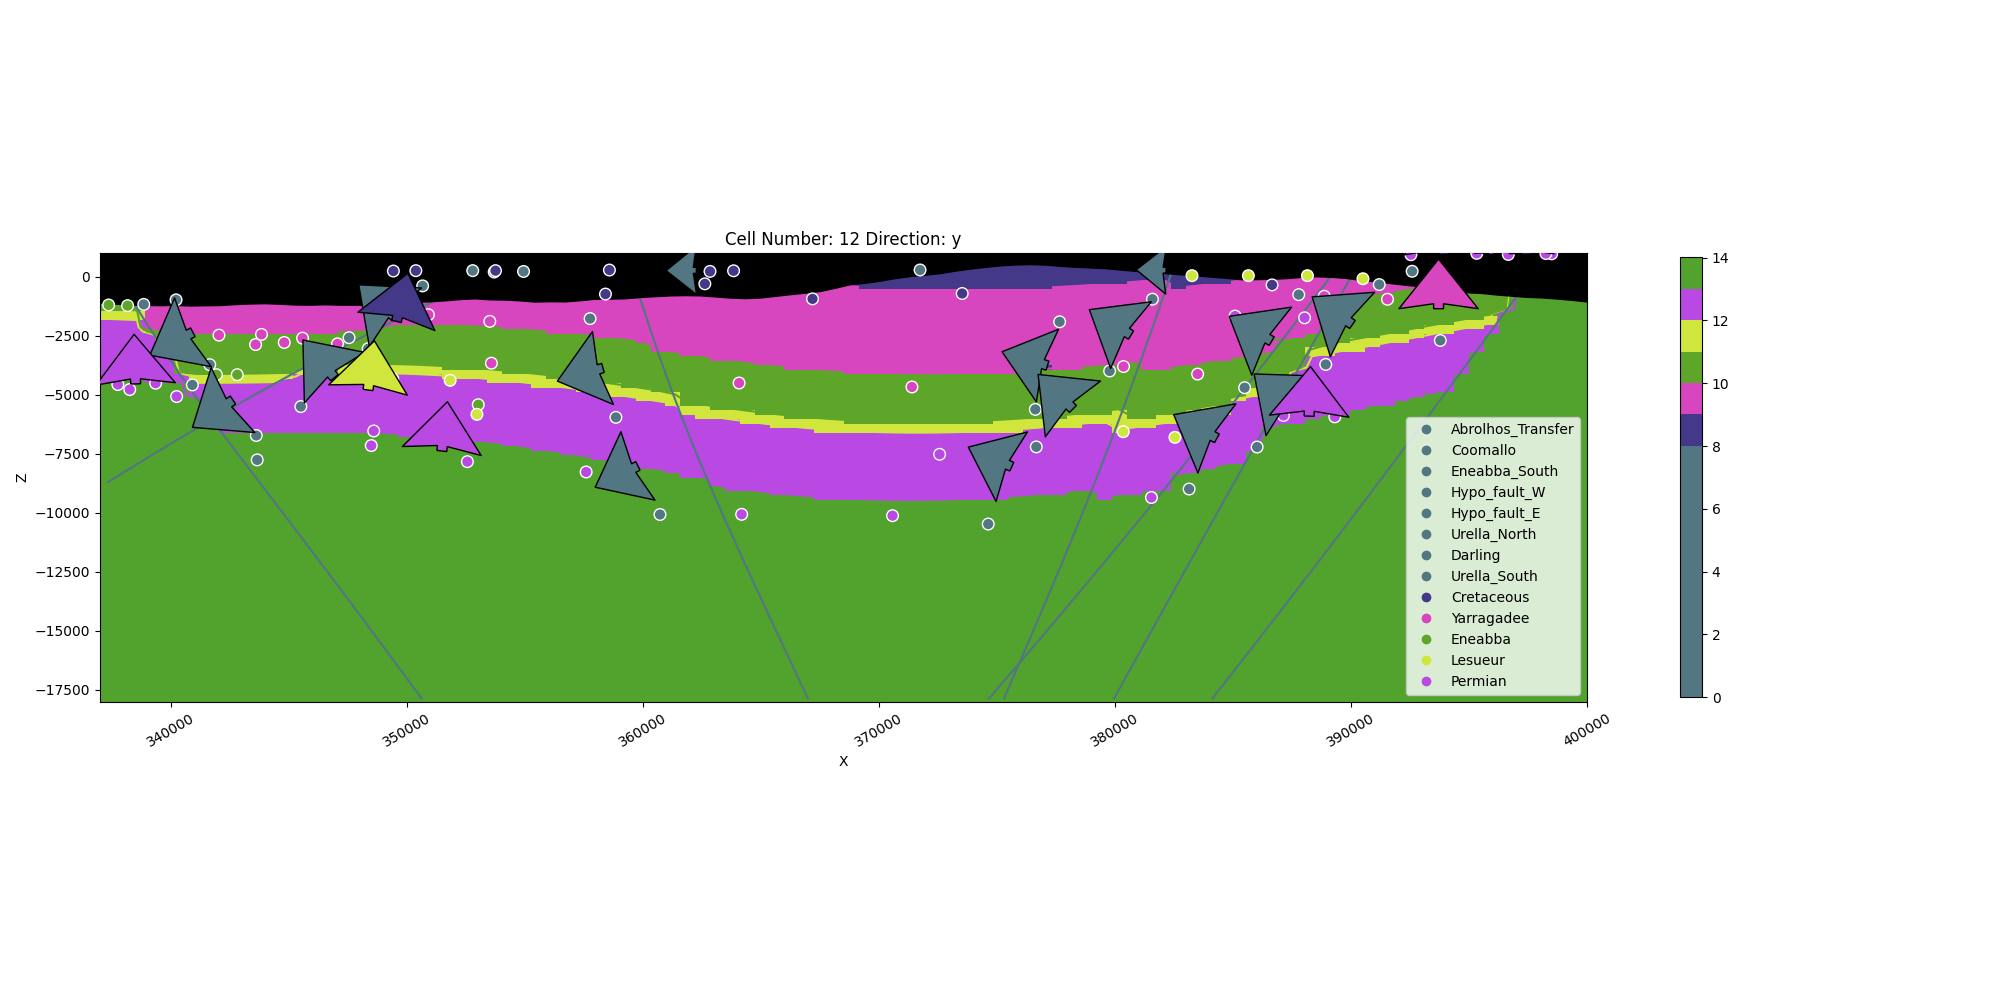 Cell Number: 12 Direction: y
0
−2500
−5000
−7500
−10000
−12500
−15000
−17500
Z
340000
350000
360000
370000
380000
390000
400000
X
Abrolhos_Transfer
Coomallo
Eneabba_South
Hypo_fault_W
Hypo_fault_E
Urella_North
Darling
Urella_South
Cretaceous
Yarragadee
Eneabba
Lesueur
Permian
14
12
10
8
6
4
2
0